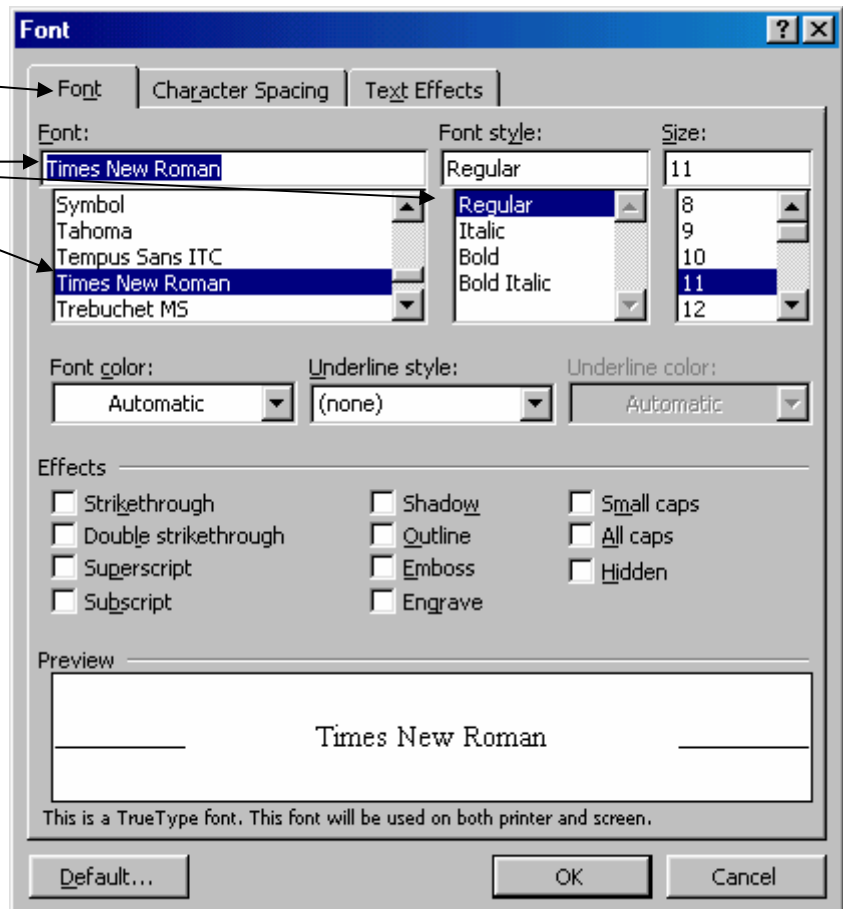 Font
Font Character Spacing Text Effects
Font: Font style: Size:
Times New Roman Regular 11
Symbol Regular 8
Tahoma Italic 9
Tempus Sans ITC Bold 10
Times New Roman Bold Italic 11
Trebuchet MS 12
Font color: Underline style: Underline color:
Automatic (none) Automatic
Effects
Strikethrough Shadow Small caps
Double strikethrough Outline All caps
Superscript Emboss Hidden
Subscript Engrave
Preview
Times New Roman
This is a TrueType font. This font will be used on both printer and screen.
Default... OK Cancel